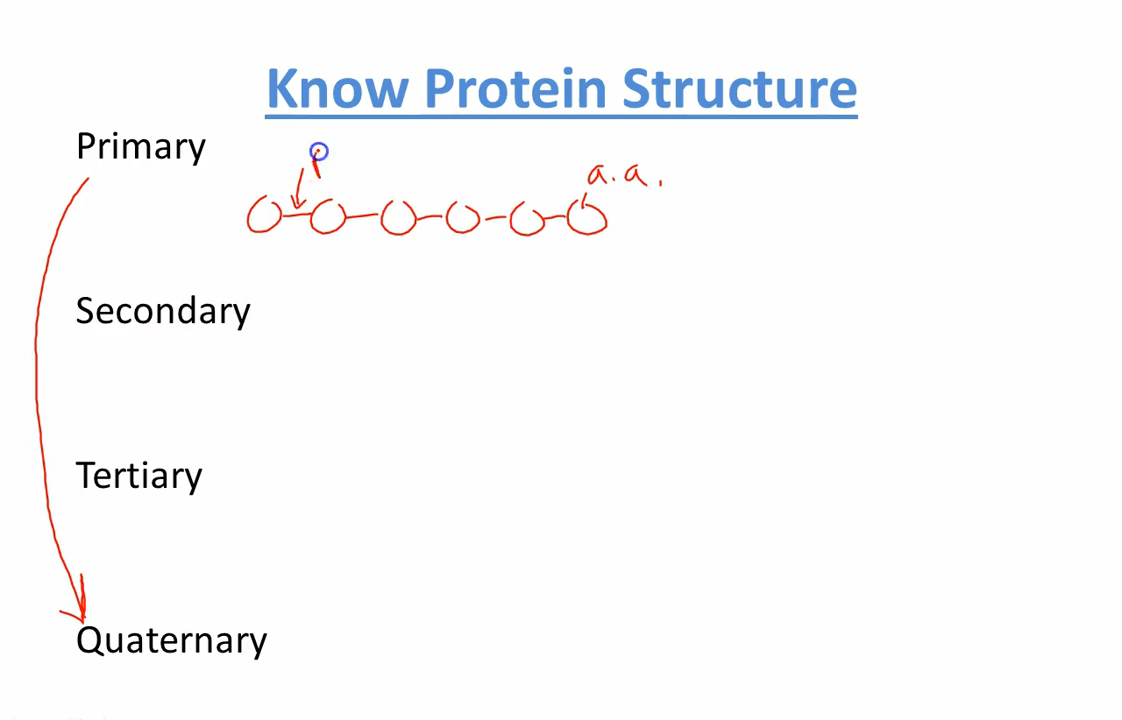 Know Protein Structure
Primary
a.a.
Secondary
Tertiary
Quaternary